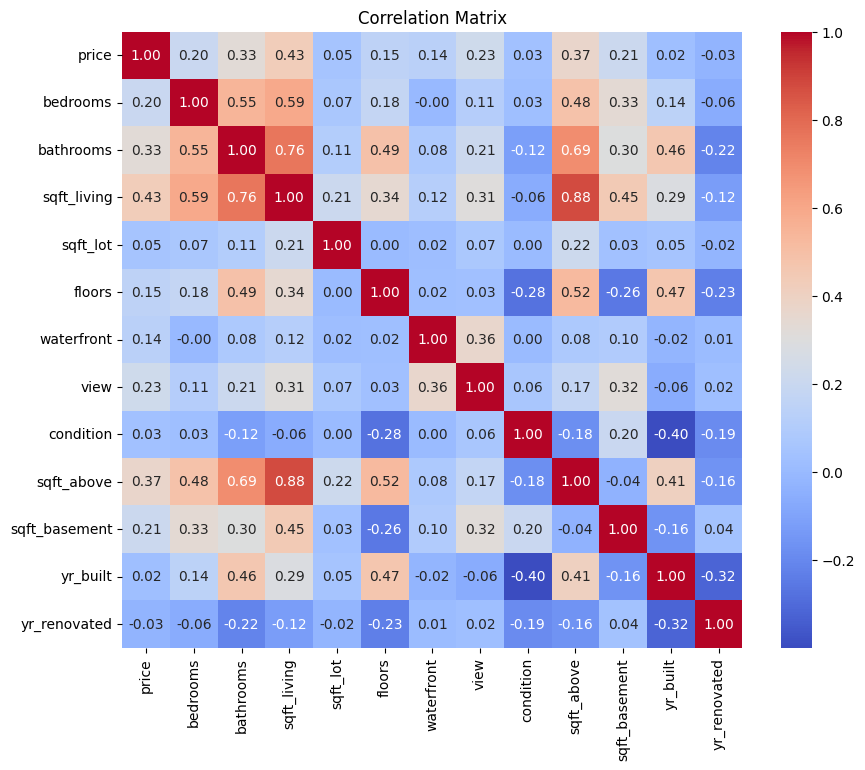 Correlation Matrix
price 1.00 0.20 0.33 0.43 0.05 0.15 0.14 0.23 0.03 0.37 0.21 0.02 -0.03
bedrooms 0.20 1.00 0.55 0.59 0.07 0.18 -0.00 0.11 0.03 0.48 0.33 0.14 -0.06
bathrooms 0.33 0.55 1.00 0.76 0.11 0.49 0.08 0.21 -0.12 0.69 0.30 0.46 -0.22
sqft_living 0.43 0.59 0.76 1.00 0.21 0.34 0.12 0.31 -0.06 0.88 0.45 0.29 -0.12
sqft_lot 0.05 0.07 0.11 0.21 1.00 0.00 0.02 0.07 0.00 0.22 0.03 0.05 -0.02
floors 0.15 0.18 0.49 0.34 0.00 1.00 0.02 0.03 -0.28 0.52 -0.26 0.47 -0.23
waterfront 0.14 -0.00 0.08 0.12 0.02 0.02 1.00 0.36 0.00 0.08 0.10 -0.02 0.01
view 0.23 0.11 0.21 0.31 0.07 0.03 0.36 1.00 0.06 0.17 0.32 -0.06 0.02
condition 0.03 0.03 -0.12 -0.06 0.00 -0.28 0.00 0.06 1.00 -0.18 0.20 -0.40 -0.19
sqft_above 0.37 0.48 0.69 0.88 0.22 0.52 0.08 0.17 -0.18 1.00 -0.04 0.41 -0.16
sqft_basement 0.21 0.33 0.30 0.45 0.03 -0.26 0.10 0.32 0.20 -0.04 1.00 -0.16 0.04
yr_built 0.02 0.14 0.46 0.29 0.05 0.47 -0.02 -0.06 -0.40 0.41 -0.16 1.00 -0.32
yr_renovated -0.03 -0.06 -0.22 -0.12 -0.02 -0.23 0.01 0.02 -0.19 -0.16 0.04 -0.32 1.00
price bedrooms bathrooms sqft_living sqft_lot floors waterfront view condition sqft_above sqft_basement yr_built yr_renovated
1.0
0.8
0.6
0.4
0.2
0.0
−0.2